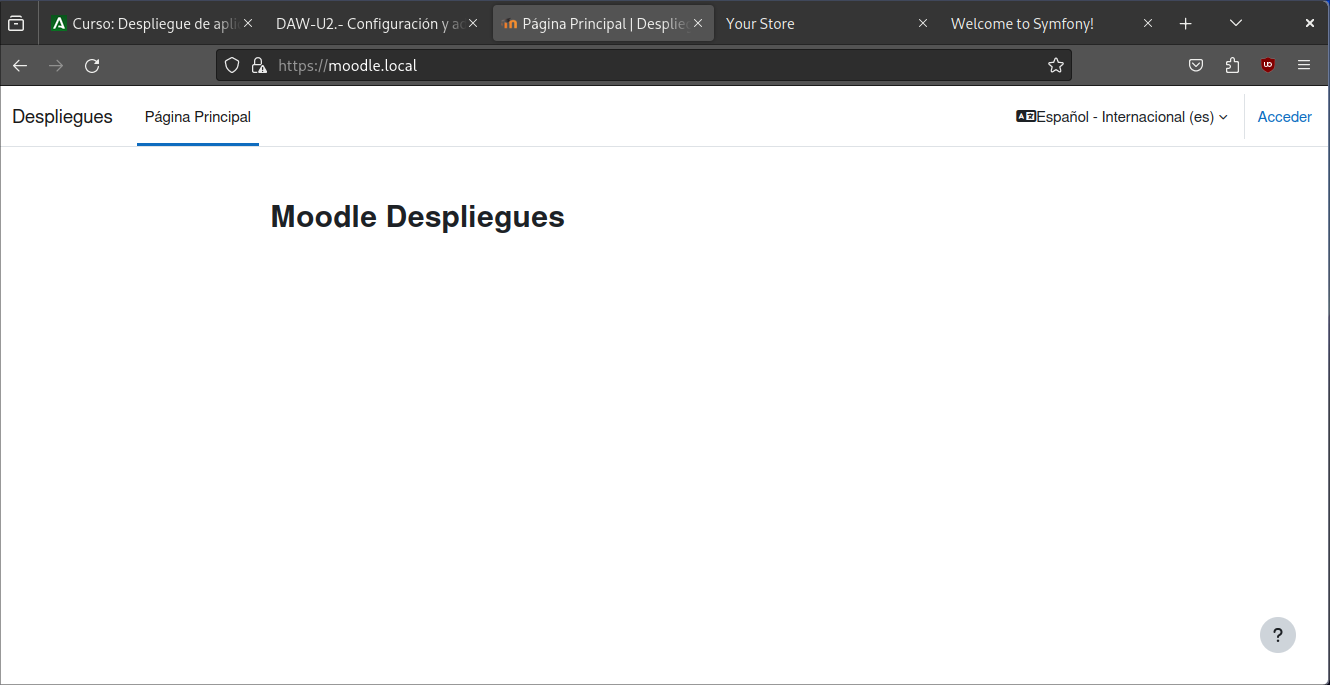 Curso: Despliegue de apli
DAW-U2.- Configuración y a
Página Principal | Desplie
Your Store
Welcome to Symfony!
https://moodle.local
Despliegues
Página Principal
Español - Internacional (es)
Acceder
Moodle Despliegues
?